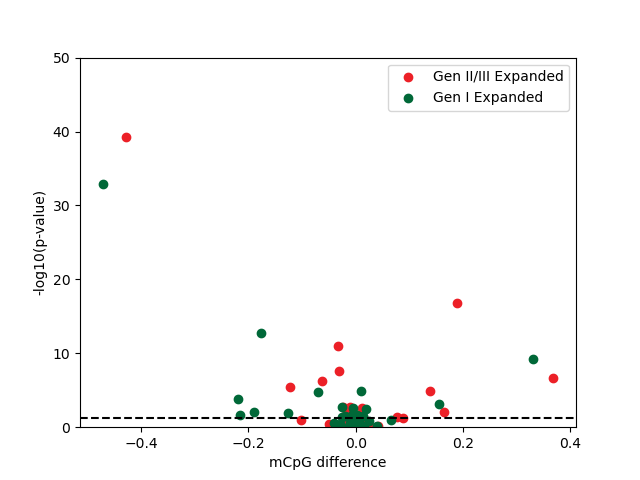 50
40
30
20
10
0
-log10(p-value)
Gen II/III Expanded
Gen I Expanded
−0.4
−0.2
0.0
0.2
0.4
mCpG difference